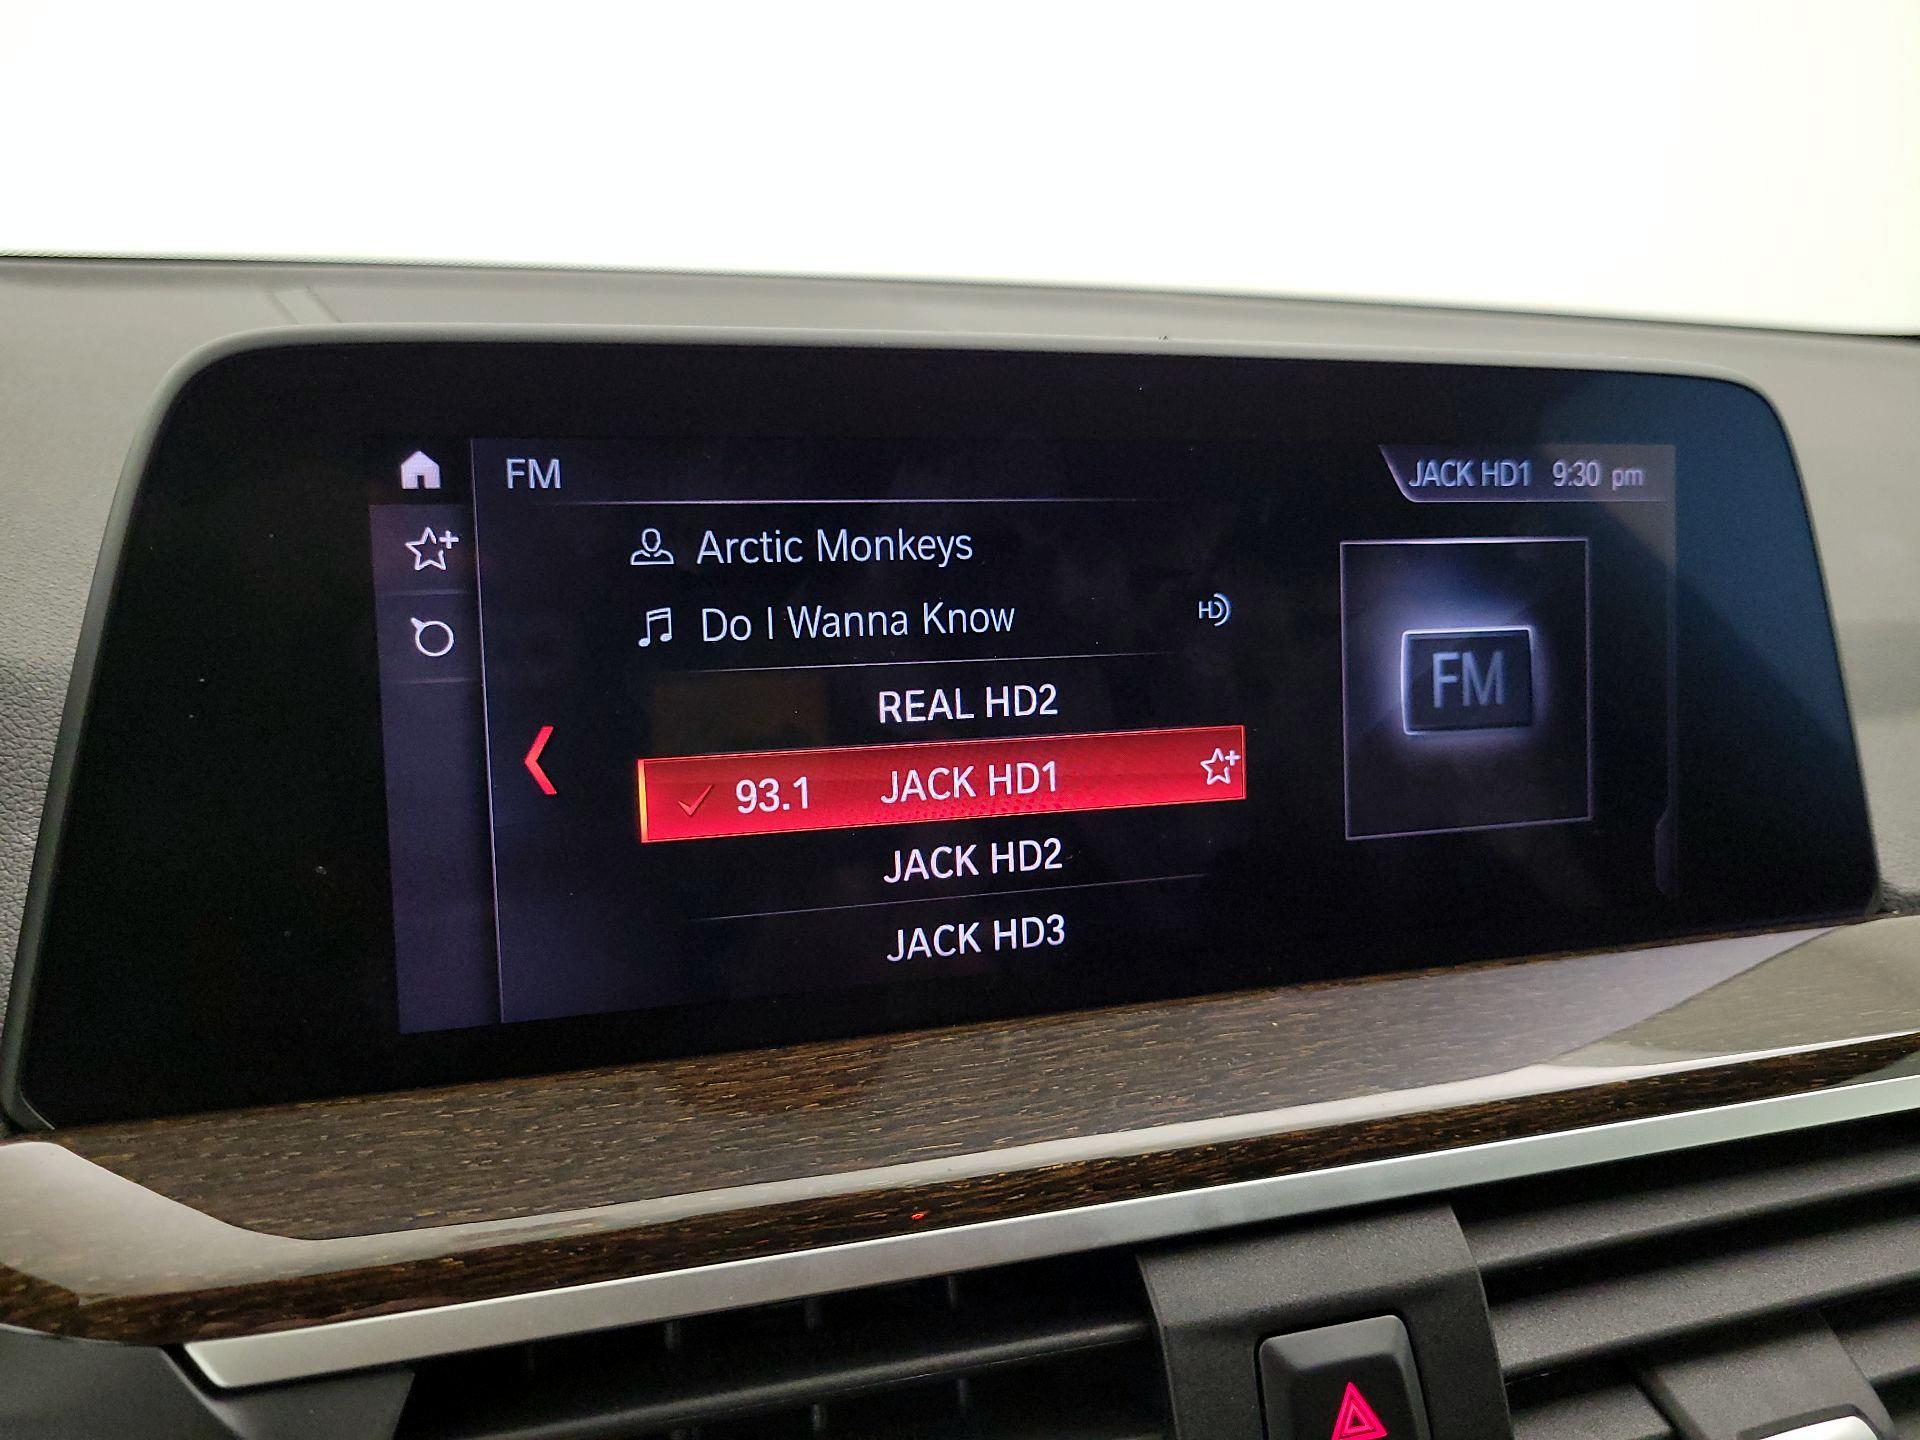 FM
JACK HD1 9:30 pm
Arctic Monkeys
Do I Wanna Know
HD
REAL HD2
93.1 JACK HD1
JACK HD2
JACK HD3
FM